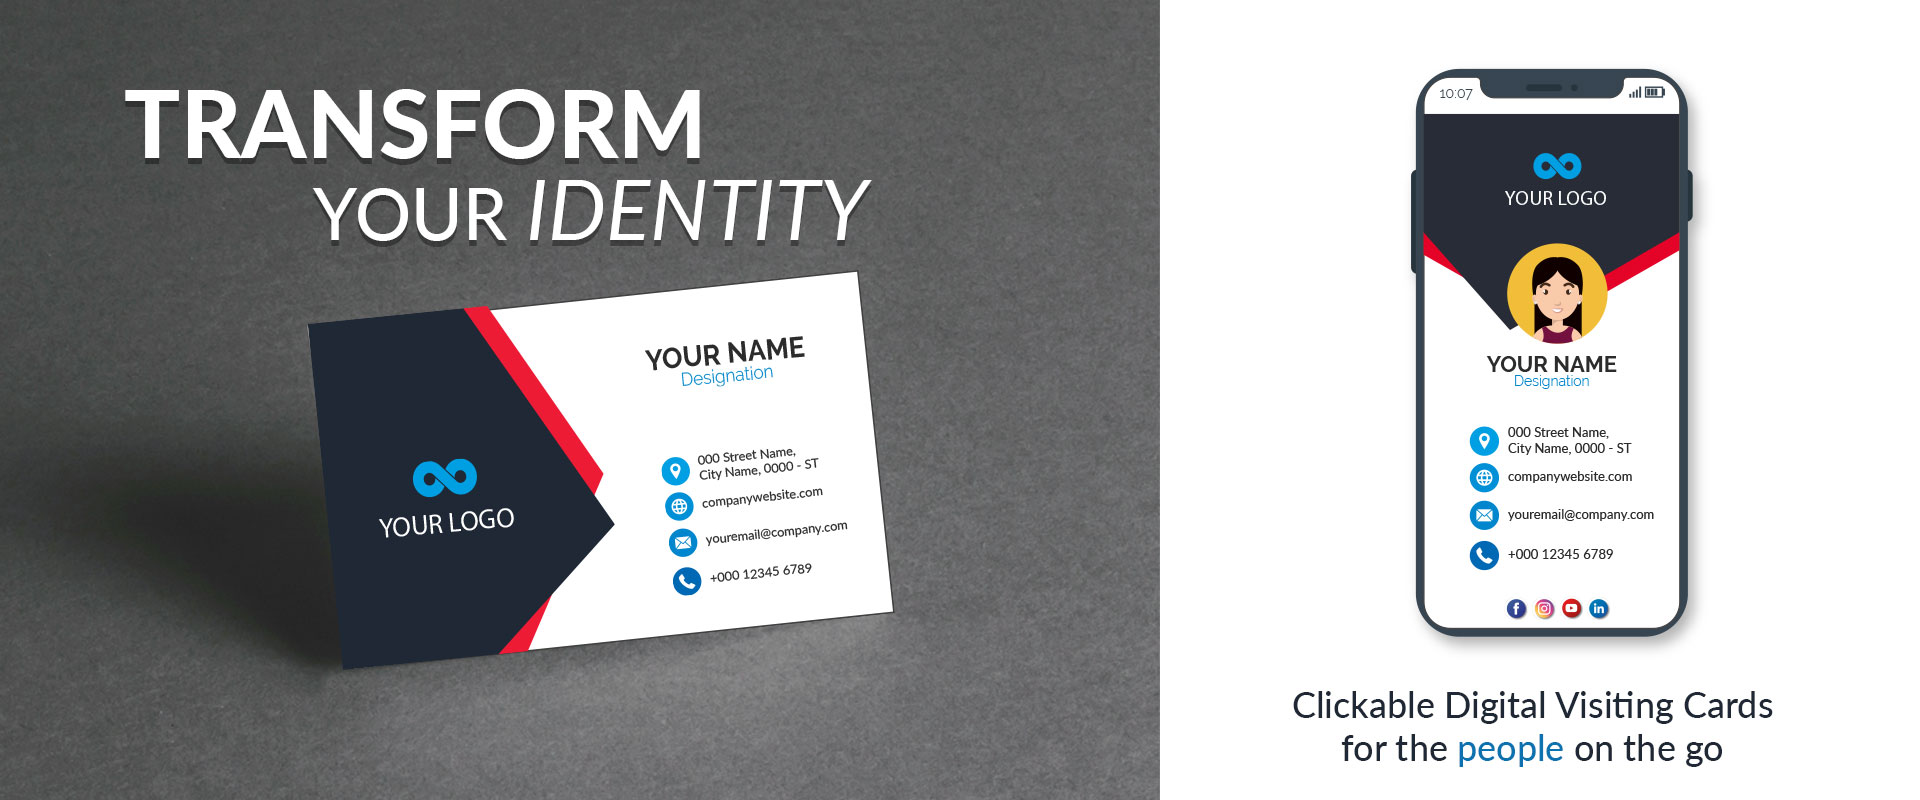 TRANSFORM
YOUR IDENTITY
YOUR LOGO
YOUR NAME
Designation
000 Street Name,
City Name, 0000 - ST
companywebsite.com
youremail@company.com
+000 12345 6789
10:07
YOUR LOGO
YOUR NAME
Designation
000 Street Name,
City Name, 0000 - ST
companywebsite.com
youremail@company.com
+000 12345 6789
Clickable Digital Visiting Cards
for the people on the go